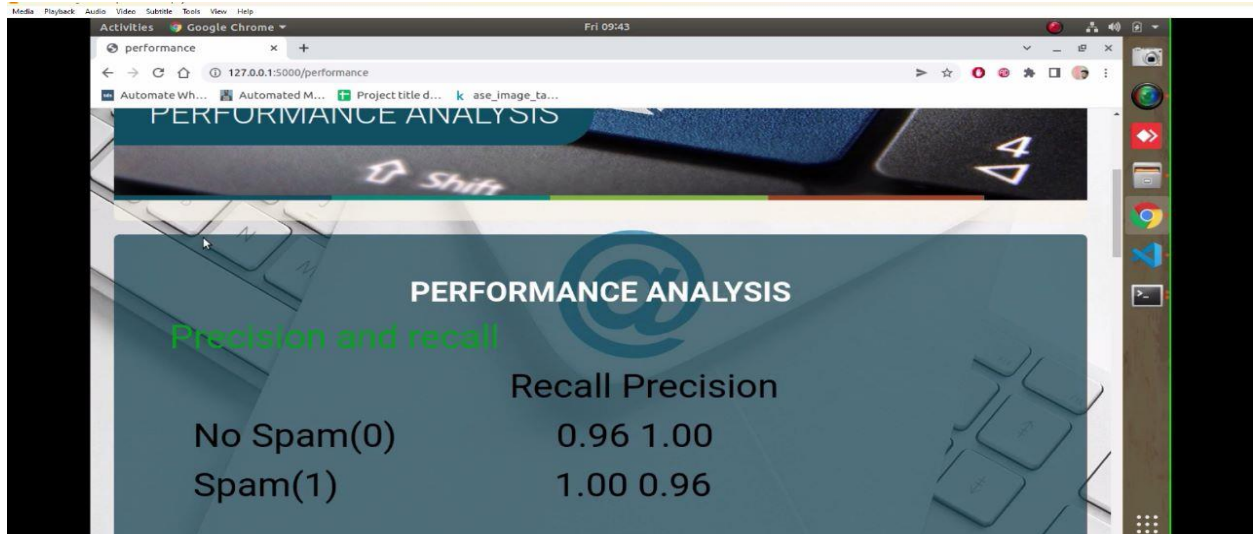 Media Playback Audio Video Subtitle Tools View Help
Activities Google Chrome Fri 09:43
performance
127.0.0.1:5000/performance
Automate Wh... Automated M... Project title d... k ase_image_ta...
PERFORMANCE ANALYSIS
Shift
4
N
M
@
PERFORMANCE ANALYSIS
Precision and recall
Recall Precision
No Spam(0) 0.96 1.00
Spam(1) 1.00 0.96